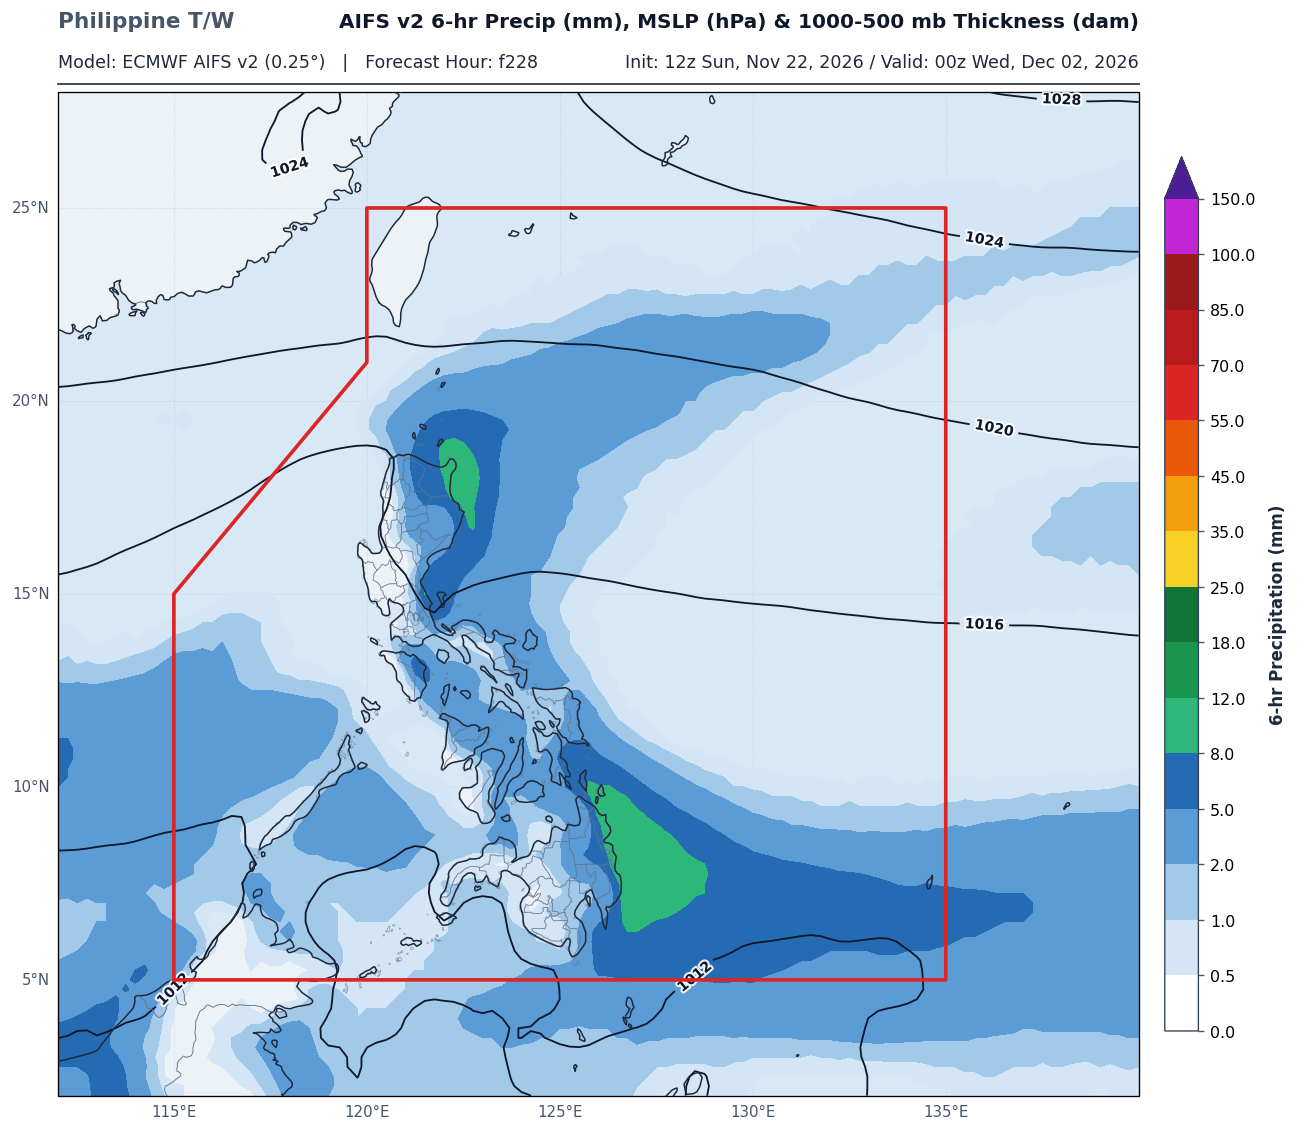 Philippine T/W
AIFS v2 6-hr Precip (mm), MSLP (hPa) & 1000-500 mb Thickness (dam)
Model: ECMWF AIFS v2 (0.25°) | Forecast Hour: f228
Init: 12z Sun, Nov 22, 2026 / Valid: 00z Wed, Dec 02, 2026
1028
1024
1024
1020
1016
1012
1012
25°N
20°N
15°N
10°N
5°N
115°E
120°E
125°E
130°E
135°E
150.0
100.0
85.0
70.0
55.0
45.0
35.0
25.0
18.0
12.0
8.0
5.0
2.0
1.0
0.5
0.0
6-hr Precipitation (mm)